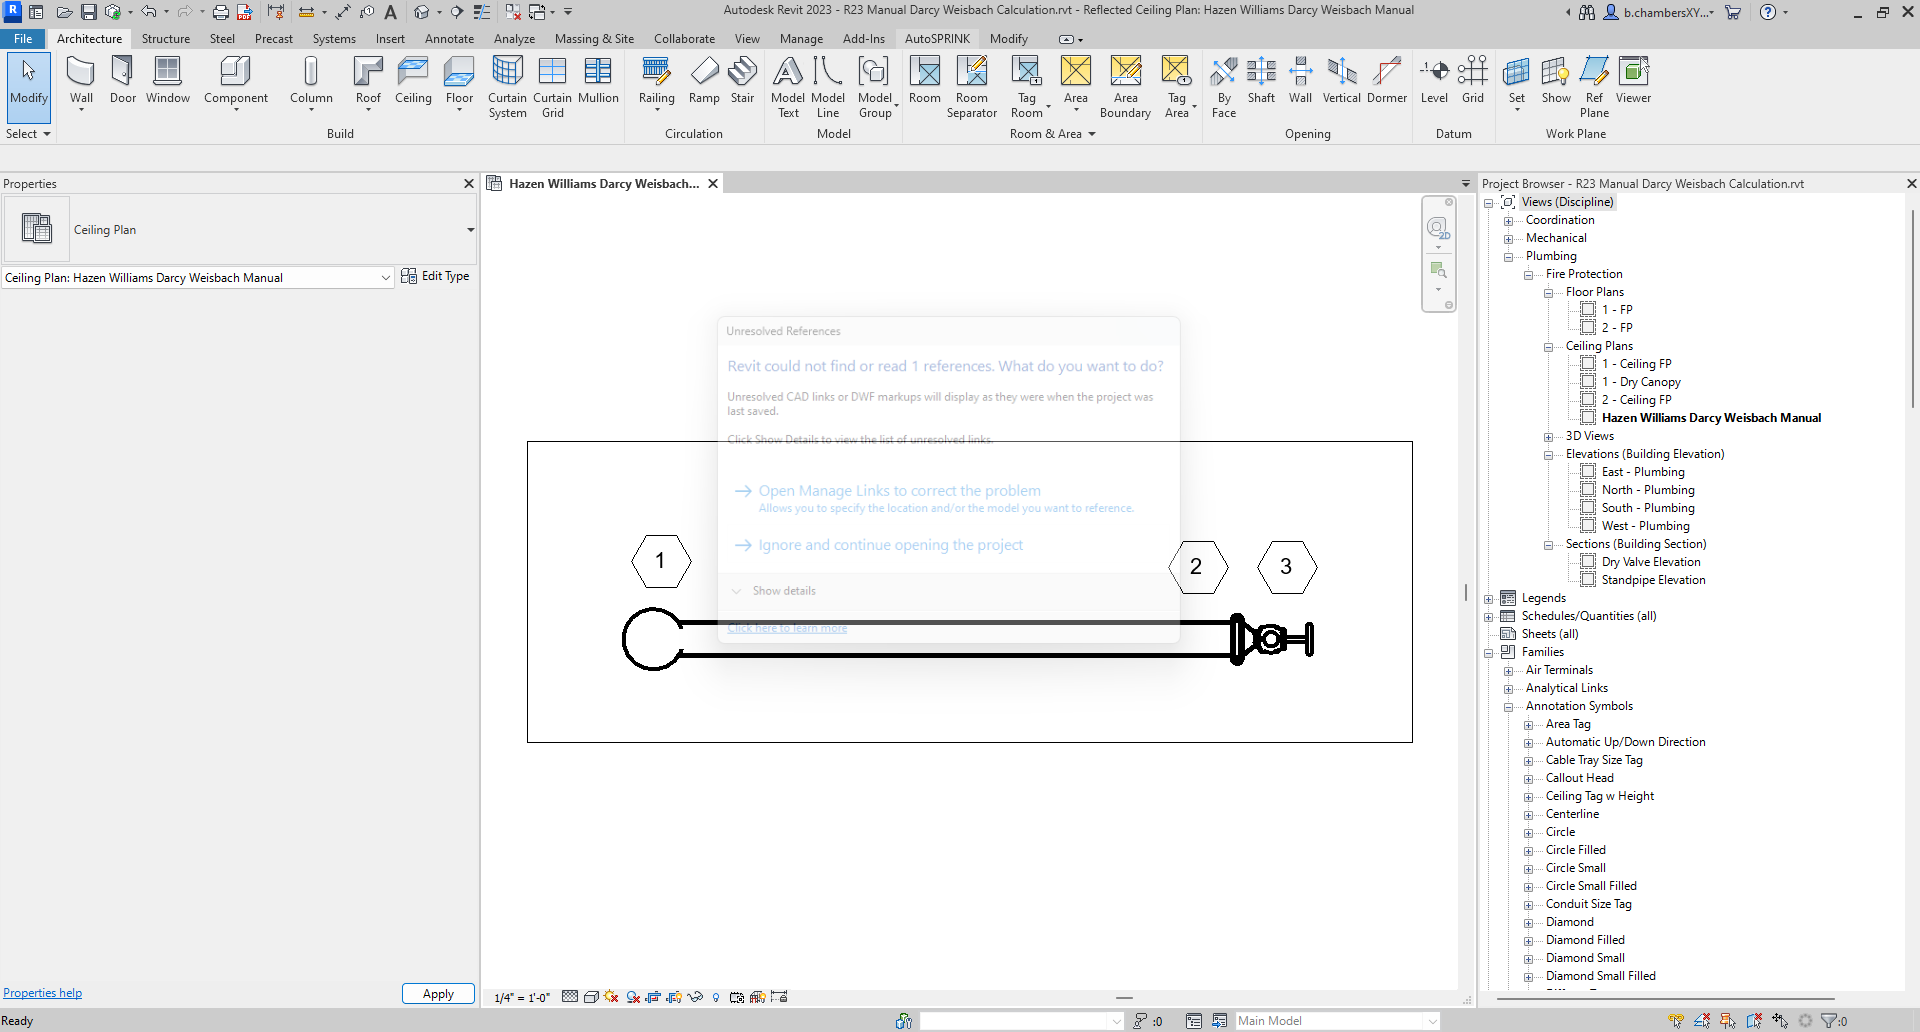 Autodesk Revit 2023 - R23 Manual Darcy Weisbach Calculation.rvt - Reflected Ceiling Plan: Hazen Williams Darcy Weisbach Manual
b.chambersXY...
File Architecture Structure Steel Precast Systems Insert Annotate Analyze Massing & Site Collaborate View Manage Add-Ins AutoSPRINK Modify
Modify Wall Door Window Component Column Roof Ceiling Floor Curtain System Curtain Grid Mullion Railing Ramp Stair Model Text Model Line Model Group Room Room Separator Tag Room Area Area Boundary Tag Area By Face Shaft Wall Vertical Dormer Level Grid Set Show Ref Plane Viewer
Select Build Circulation Model Room & Area Opening Datum Work Plane
Properties
Ceiling Plan
Ceiling Plan: Hazen Williams Darcy Weisbach Manual
Edit Type
Properties help
Apply
Hazen Williams Darcy Weisbach...
2D
Unresolved References
Revit could not find or read 1 references. What do you want to do?
Unresolved CAD links or DWF markups will display as they were when the project was
last saved.
Click Show Details to view the list of unresolved links.
Open Manage Links to correct the problem
Allows you to specify the location and/or the model you want to reference.
Ignore and continue opening the project
Show details
Click here to learn more
1
2
3
1/4" = 1'-0"
Project Browser - R23 Manual Darcy Weisbach Calculation.rvt
Views (Discipline)
Coordination
Mechanical
Plumbing
Fire Protection
Floor Plans
1 - FP
2 - FP
Ceiling Plans
1 - Ceiling FP
1 - Dry Canopy
2 - Ceiling FP
Hazen Williams Darcy Weisbach Manual
3D Views
Elevations (Building Elevation)
East - Plumbing
North - Plumbing
South - Plumbing
West - Plumbing
Sections (Building Section)
Dry Valve Elevation
Standpipe Elevation
Legends
Schedules/Quantities (all)
Sheets (all)
Families
Air Terminals
Analytical Links
Annotation Symbols
Area Tag
Automatic Up/Down Direction
Cable Tray Size Tag
Callout Head
Ceiling Tag w Height
Centerline
Circle
Circle Filled
Circle Small
Circle Small Filled
Conduit Size Tag
Diamond
Diamond Filled
Diamond Small
Diamond Small Filled
Ready
:0
Main Model
:0